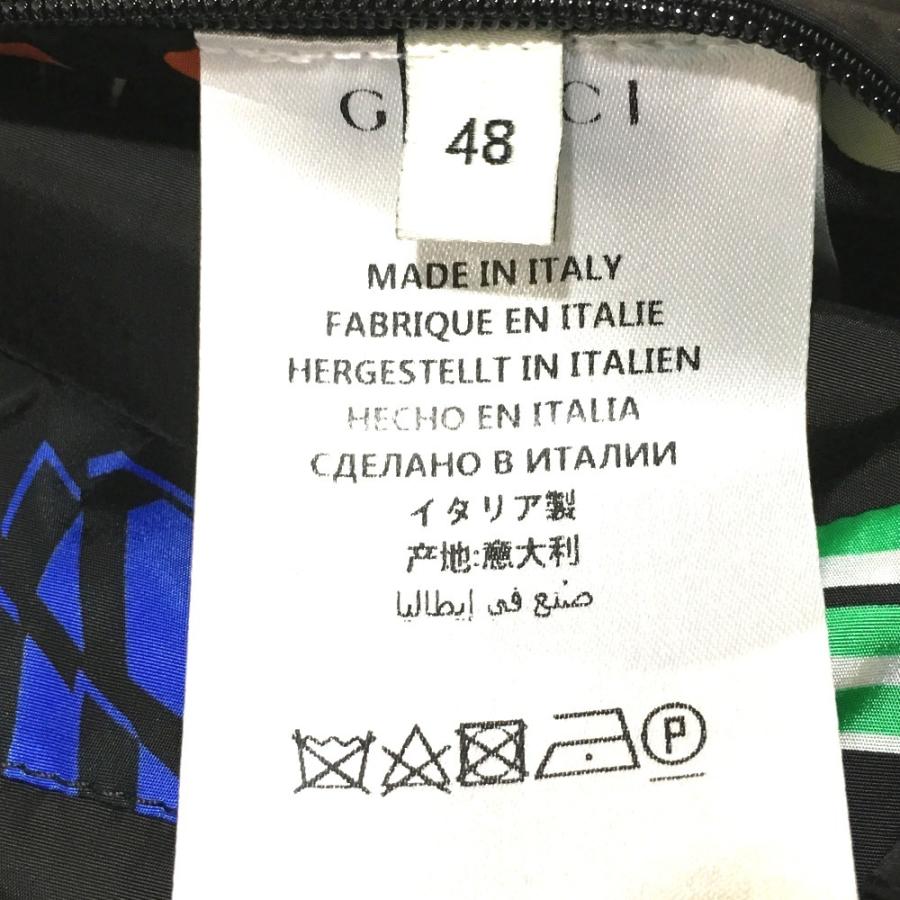 G CI
48
MADE IN ITALY
FABRIQUE EN ITALIE
HERGESTELLT IN ITALIEN
HECHO EN ITALIA
СДЕЛАНО В ИТАЛИИ
イタリア製
产地:意大利
صُنع في إيطاليا
P